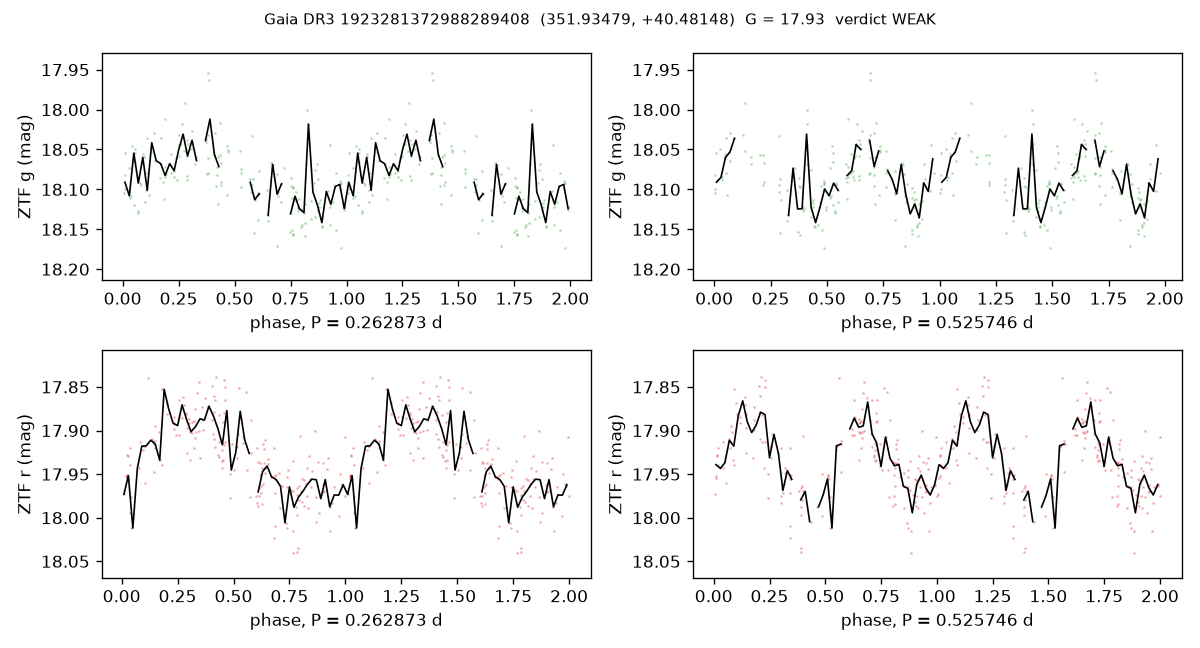 Gaia DR3 1923281372988289408 (351.93479, +40.48148) G = 17.93 verdict WEAK
ZTF g (mag)
17.95
18.00
18.05
18.10
18.15
18.20
0.00 0.25 0.50 0.75 1.00 1.25 1.50 1.75 2.00
phase, P = 0.262873 d
ZTF g (mag)
17.95
18.00
18.05
18.10
18.15
18.20
0.00 0.25 0.50 0.75 1.00 1.25 1.50 1.75 2.00
phase, P = 0.525746 d
ZTF r (mag)
17.85
17.90
17.95
18.00
18.05
0.00 0.25 0.50 0.75 1.00 1.25 1.50 1.75 2.00
phase, P = 0.262873 d
ZTF r (mag)
17.85
17.90
17.95
18.00
18.05
0.00 0.25 0.50 0.75 1.00 1.25 1.50 1.75 2.00
phase, P = 0.525746 d